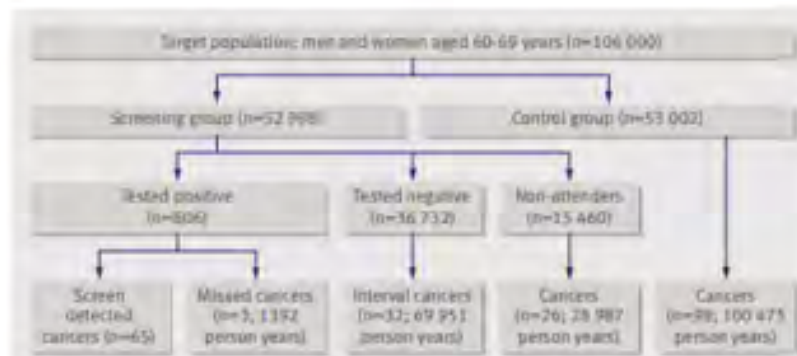 Target population: men and women aged 60-69 years (n=106 000)
Screening group (n=52 998)
Control group (n=53 002)
Tested positive
(n=806)
Tested negative
(n=36 732)
Non-attenders
(n=15 460)
Screen
detected
cancers (n=65)
Missed cancers
(n=3; 1392
person years)
Interval cancers
(n=32; 69 951
person years)
Cancers
(n=26; 28 987
person years)
Cancers
100 475
person years)